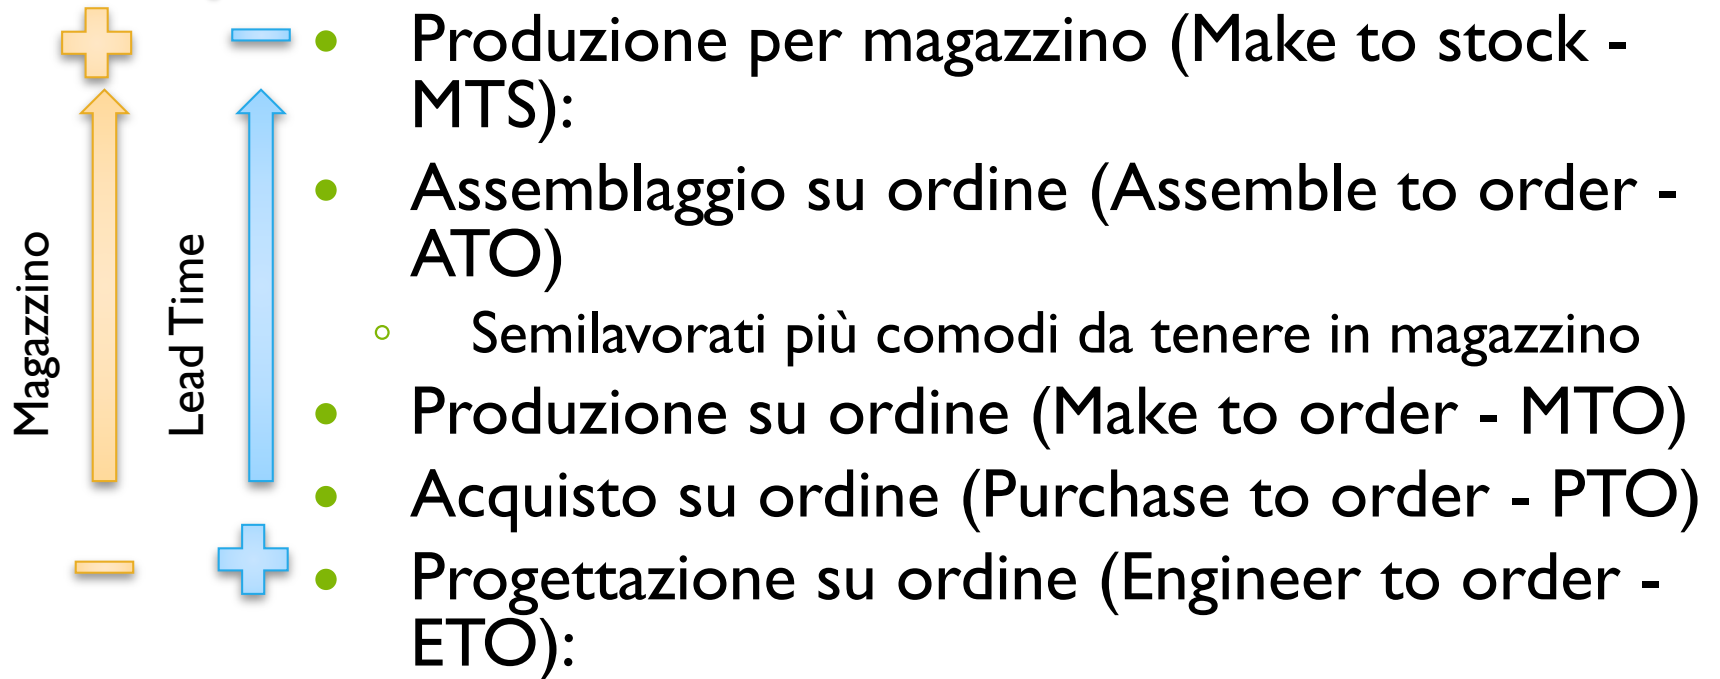 Magazzino
Lead Time
• Produzione per magazzino (Make to stock -
MTS):
• Assemblaggio su ordine (Assemble to order -
ATO)
◦ Semilavorati più comodi da tenere in magazzino
• Produzione su ordine (Make to order - MTO)
• Acquisto su ordine (Purchase to order - PTO)
• Progettazione su ordine (Engineer to order -
ETO):